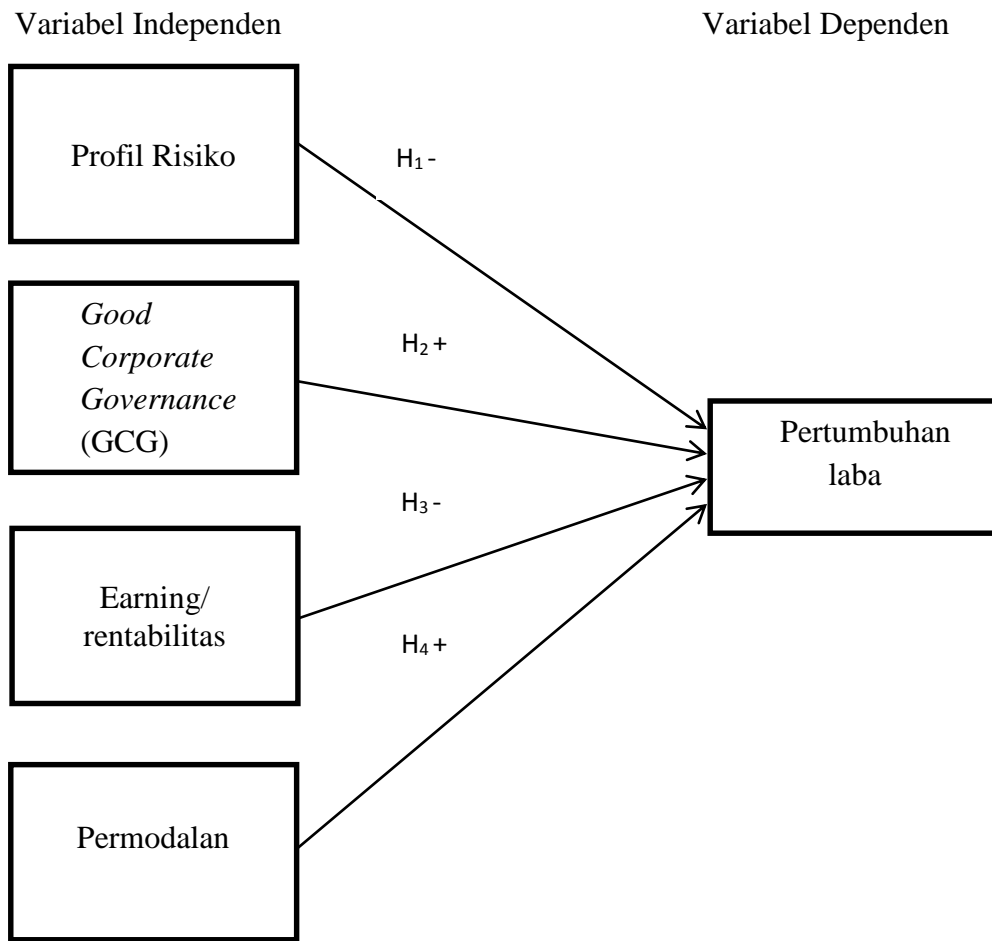 Variabel Independen
Variabel Dependen
Profil Risiko
H₁ -
Good
Corporate
Governance
(GCG)
H₂ +
Pertumbuhan
laba
H₃ -
Earning/
rentabilitas
H₄ +
Permodalan